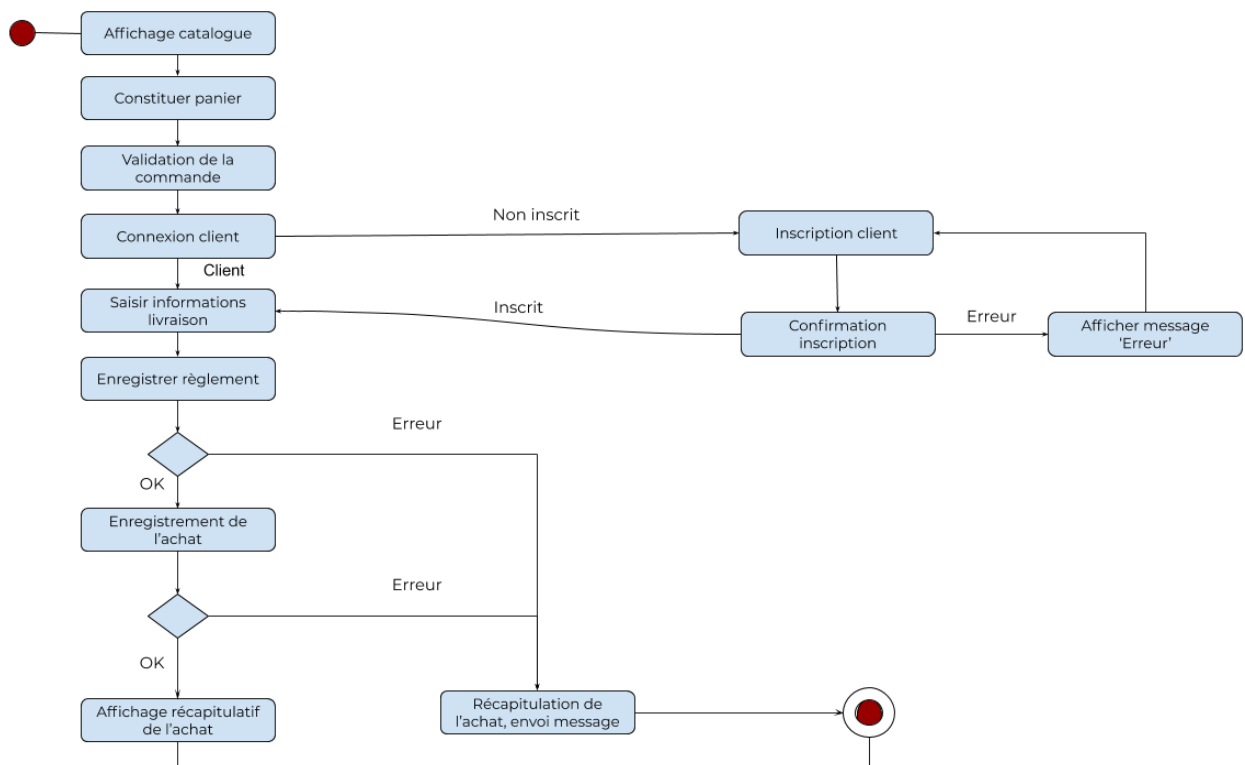 Affichage catalogue
Constituer panier
Validation de la
commande
Non inscrit
Connexion client
Inscription client
Client
Saisir informations
livraison
Inscrit
Confirmation
inscription
Erreur
Afficher message
'Erreur'
Enregistrer règlement
Erreur
OK
Enregistrement de
l'achat
Erreur
OK
Affichage récapitulatif
de l'achat
Récapitulation de
l'achat, envoi message